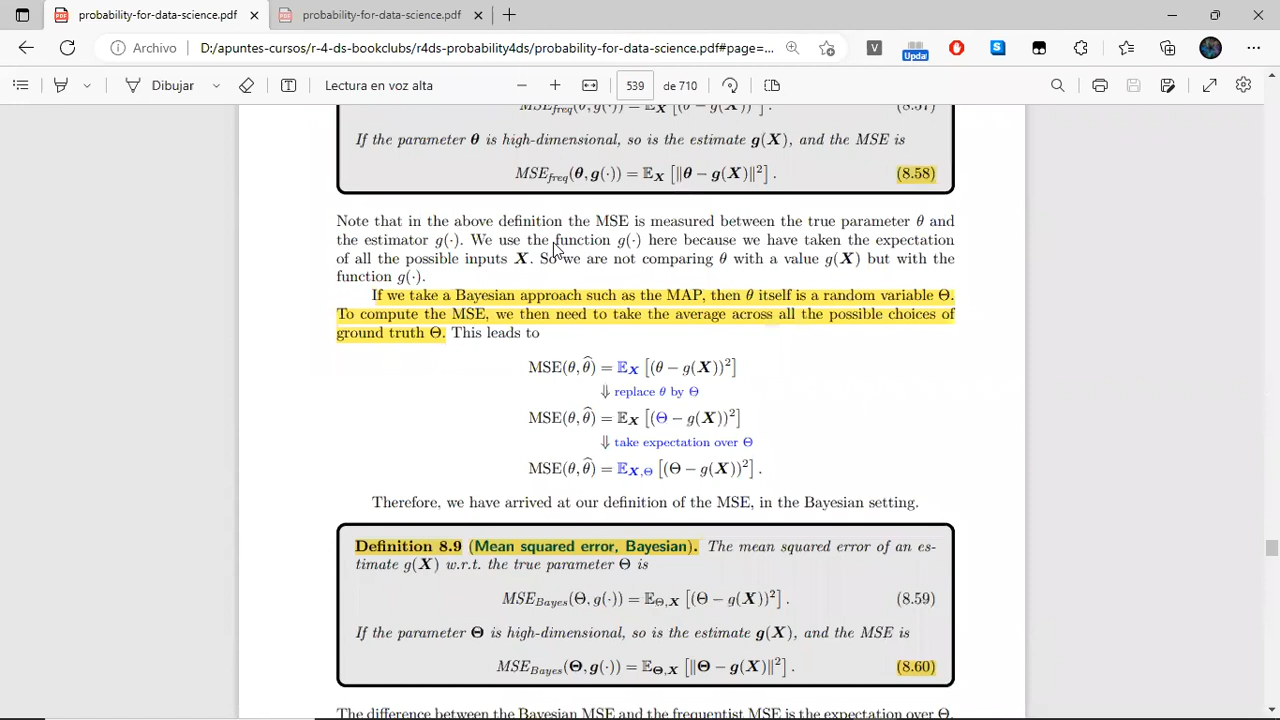 probability-for-data-science.pdf
probability-for-data-science.pdf
Archivo
D:/apuntes-cursos/r-4-ds-bookclubs/r4ds-probability4ds/probability-for-data-science.pdf#page=...
Upda
Dibujar
Lectura en voz alta
539
de 710
MSE_freq(θ, g(·)) = 𝔼_X [(θ − g(X))²] . (8.57)
If the parameter θ is high-dimensional, so is the estimate g(X), and the MSE is
MSE_freq(θ, g(·)) = 𝔼_X [‖θ − g(X)‖²] . (8.58)
Note that in the above definition the MSE is measured between the true parameter θ and
the estimator g(·). We use the function g(·) here because we have taken the expectation
of all the possible inputs X. So we are not comparing θ with a value g(X) but with the
function g(·).
If we take a Bayesian approach such as the MAP, then θ itself is a random variable Θ.
To compute the MSE, we then need to take the average across all the possible choices of
ground truth Θ. This leads to
MSE(θ, θ̂) = 𝔼_X [(θ − g(X))²]
⇓ replace θ by Θ
MSE(θ, θ̂) = 𝔼_X [(Θ − g(X))²]
⇓ take expectation over Θ
MSE(θ, θ̂) = 𝔼_X,Θ [(Θ − g(X))²] .
Therefore, we have arrived at our definition of the MSE, in the Bayesian setting.
Definition 8.9 (Mean squared error, Bayesian). The mean squared error of an es-
timate g(X) w.r.t. the true parameter Θ is
MSE_Bayes(Θ, g(·)) = 𝔼_Θ,X [(Θ − g(X))²] . (8.59)
If the parameter Θ is high-dimensional, so is the estimate g(X), and the MSE is
MSE_Bayes(Θ, g(·)) = 𝔼_Θ,X [‖Θ − g(X)‖²] . (8.60)
The difference between the Bayesian MSE and the frequentist MSE is the expectation over Θ.